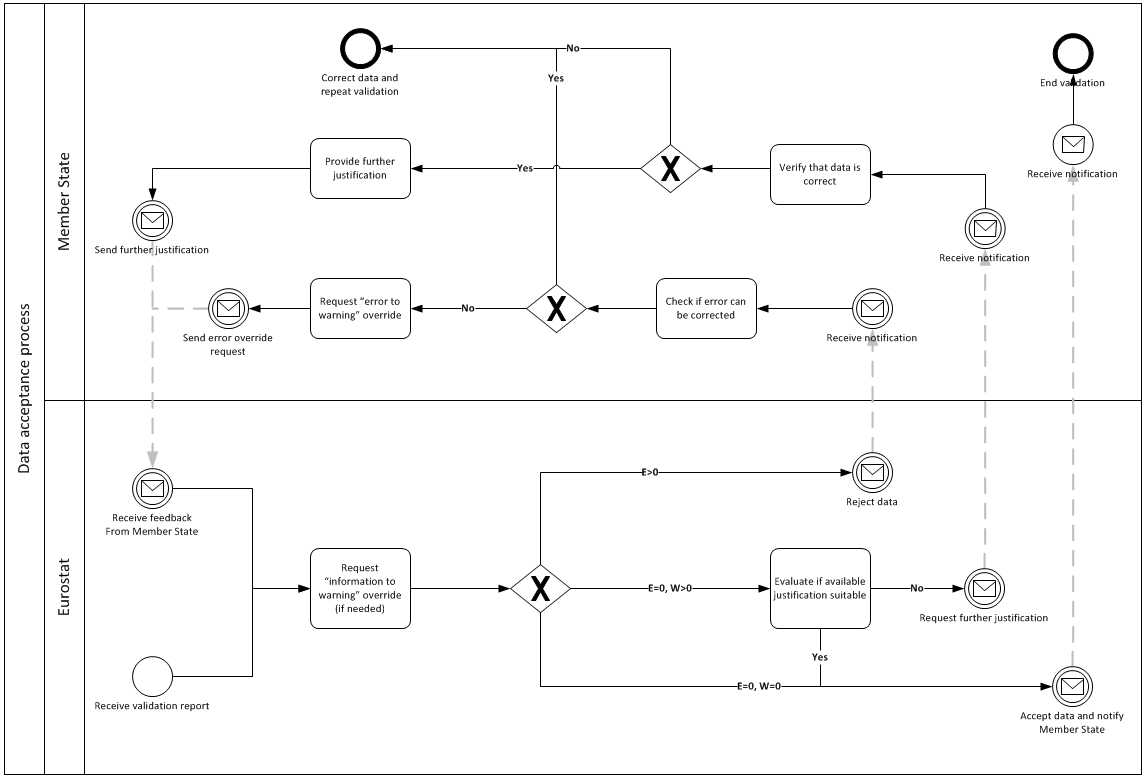 Data acceptance process
Member State
No
Correct data and
repeat validation
Yes
End validation
Provide further
justification
Yes
X
Verify that data is
correct
Receive notification
Send further justification
Receive notification
Request “error to
warning” override
No
X
Check if error can
be corrected
Send error override
request
Receive notification
Eurostat
E>0
Reject data
Receive feedback
From Member State
Request
“information to
warning” override
(if needed)
X
E=0, W>0
Evaluate if available
justification suitable
No
Request further justification
Yes
E=0, W=0
Receive validation report
Accept data and notify
Member State